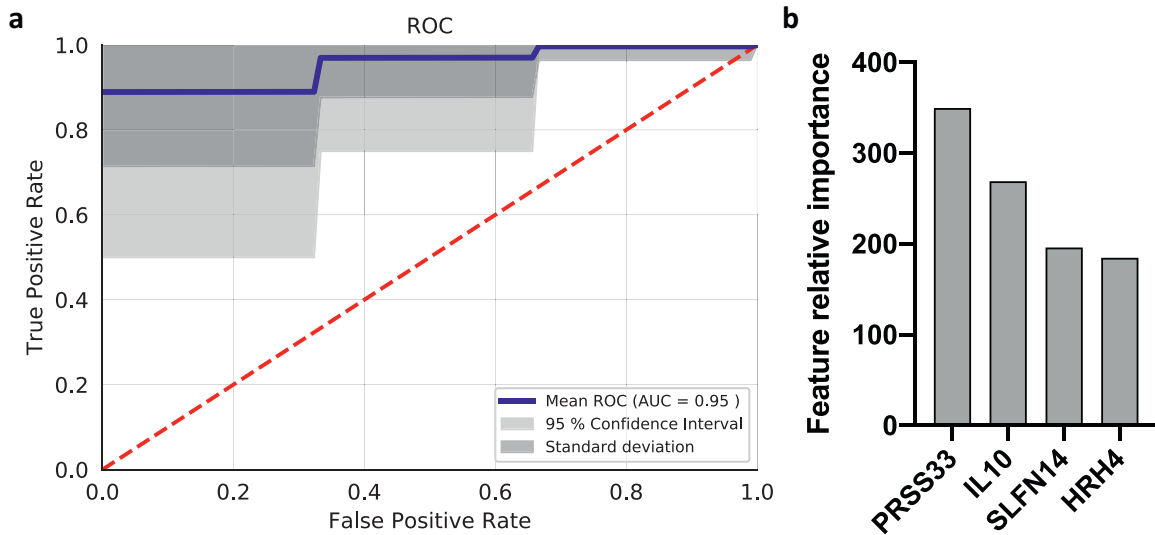 a
ROC
True Positive Rate
1.0
0.8
0.6
0.4
0.2
0.0
0.0 0.2 0.4 0.6 0.8 1.0
False Positive Rate
Mean ROC (AUC = 0.95 )
95 % Confidence Interval
Standard deviation
b
Feature relative importance
400
300
200
100
0
PRSS33 IL10 SLFN14 HRH4